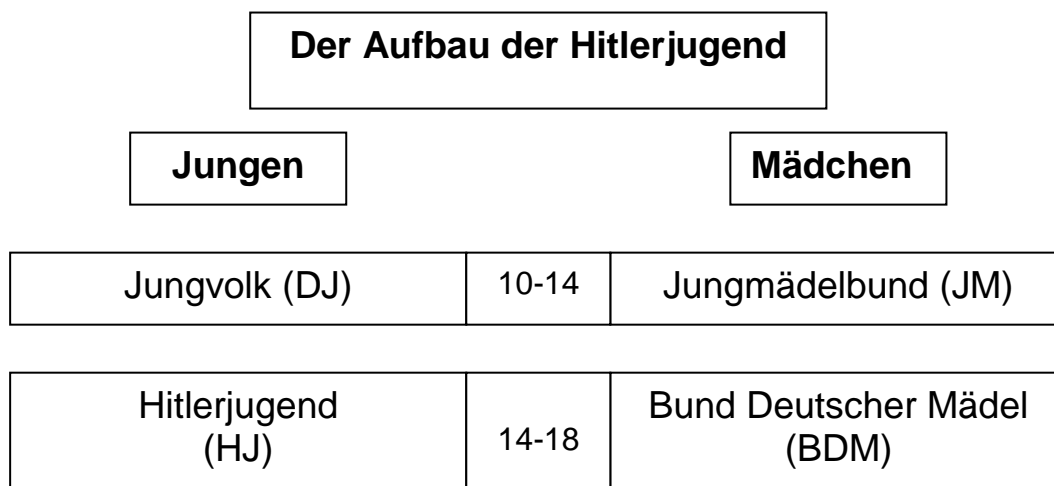 Der Aufbau der Hitlerjugend
Jungen
Mädchen
Jungvolk (DJ)
10-14
Jungmädelbund (JM)
Hitlerjugend
(HJ)
14-18
Bund Deutscher Mädel
(BDM)